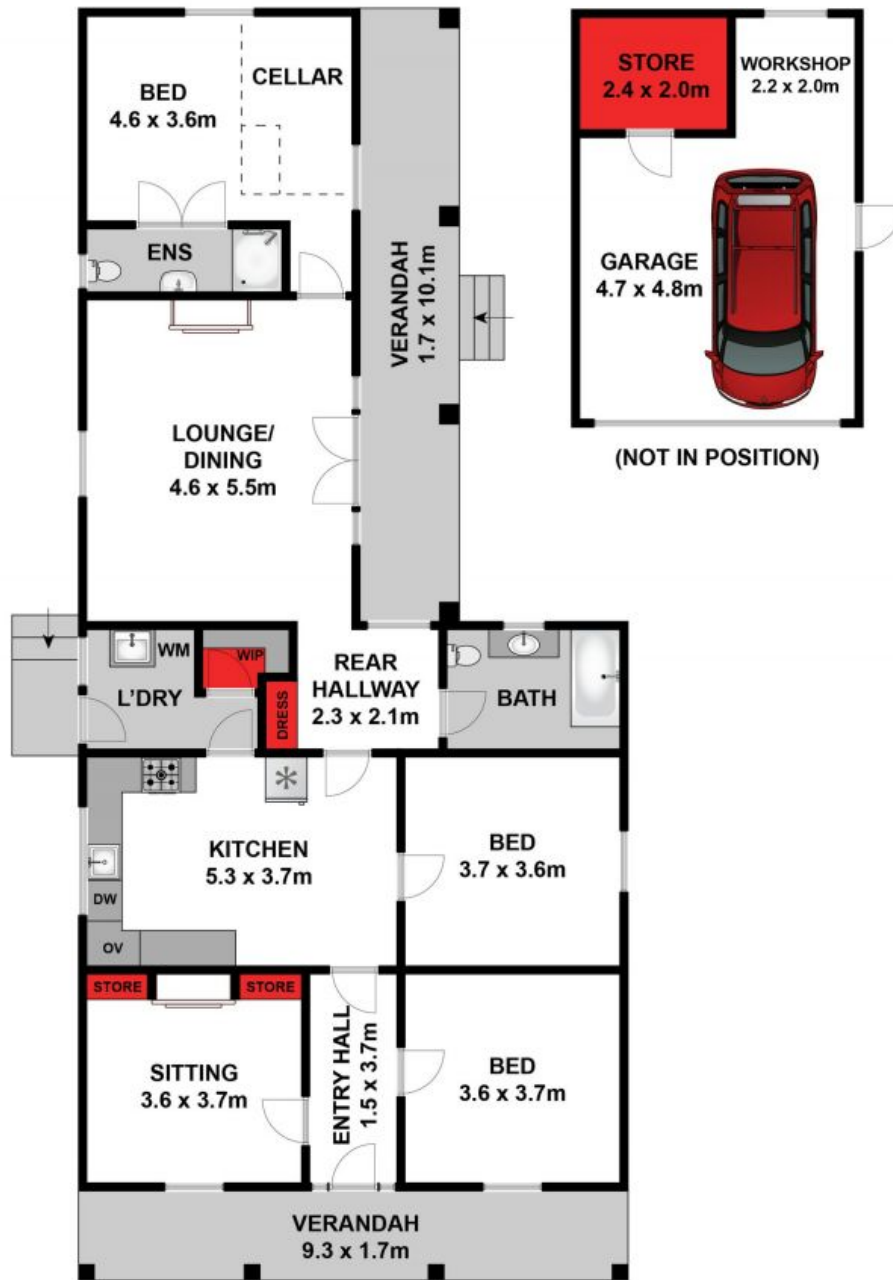 BED
4.6 x 3.6m
CELLAR
STORE
2.4 x 2.0m
WORKSHOP
2.2 x 2.0m
ENS
VERANDAH
1.7 x 10.1m
GARAGE
4.7 x 4.8m
LOUNGE/
DINING
4.6 x 5.5m
(NOT IN POSITION)
WM
WIP
L'DRY
DRESS
REAR
HALLWAY
2.3 x 2.1m
BATH
KITCHEN
5.3 x 3.7m
DW
OV
BED
3.7 x 3.6m
STORE
STORE
SITTING
3.6 x 3.7m
ENTRY HALL
1.5 x 3.7m
BED
3.6 x 3.7m
VERANDAH
9.3 x 1.7m